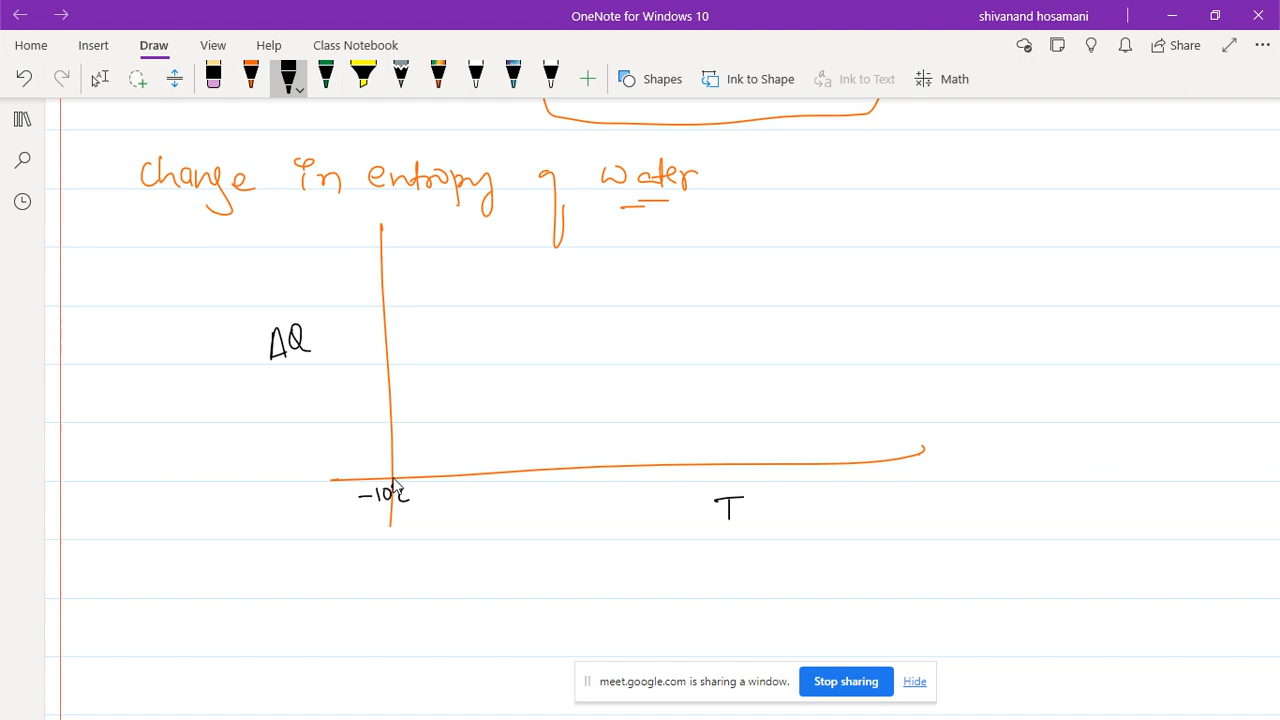 OneNote for Windows 10
shivanand hosamani
Home Insert Draw View Help Class Notebook
Share
Shapes Ink to Shape Ink to Text Math
Change in entropy of water
ΔQ
-10°C
T
meet.google.com is sharing a window. Stop sharing Hide